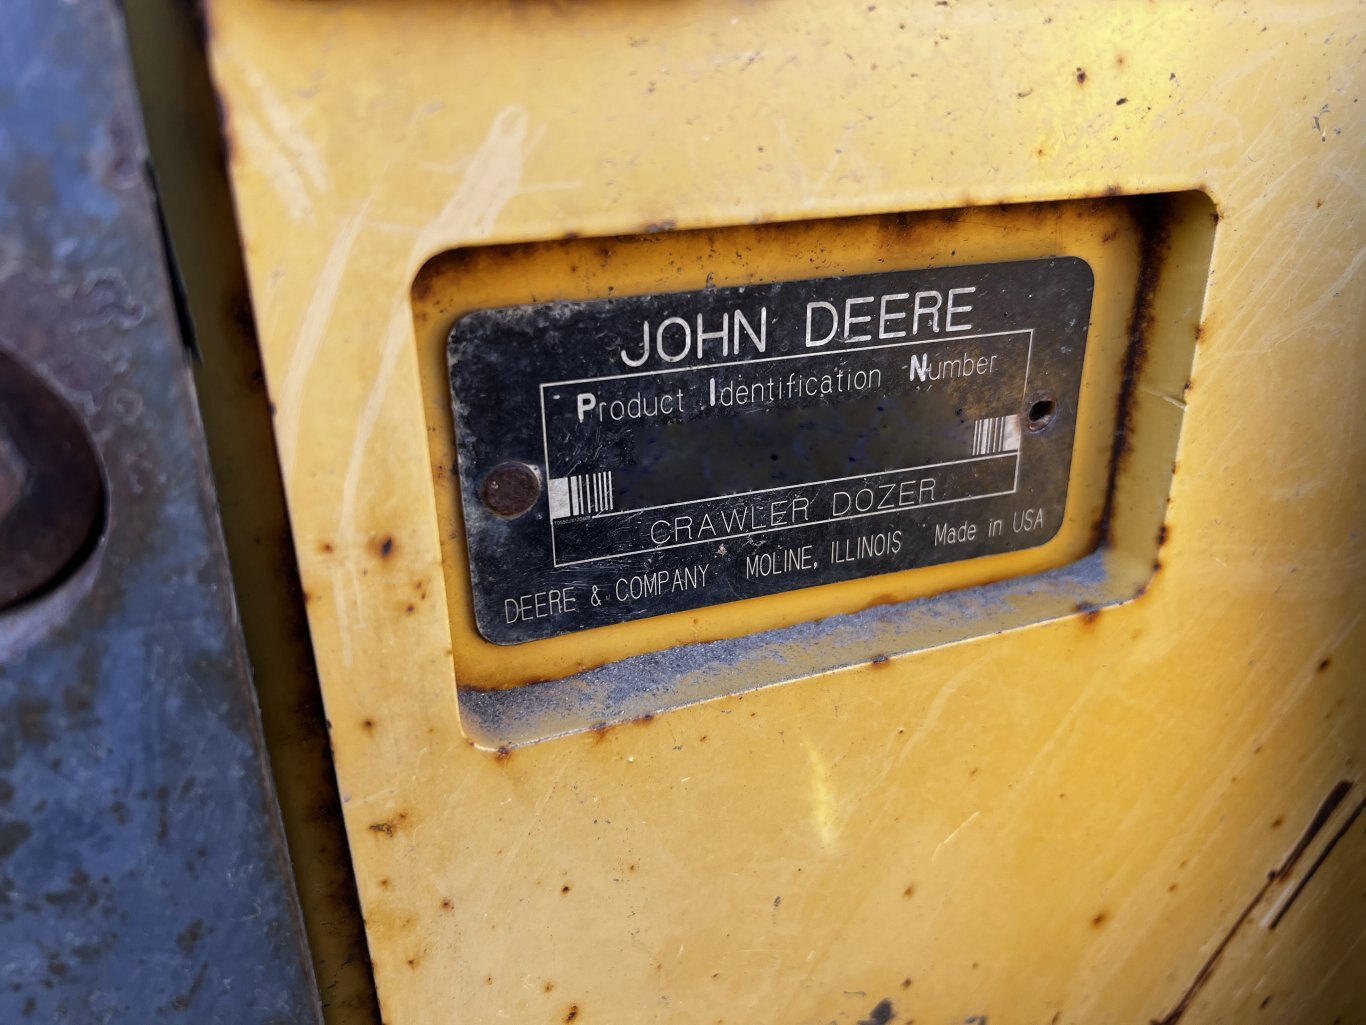 JOHN DEERE
Product Identification Number
CRAWLER DOZER
DEERE & COMPANY MOLINE, ILLINOIS Made in USA